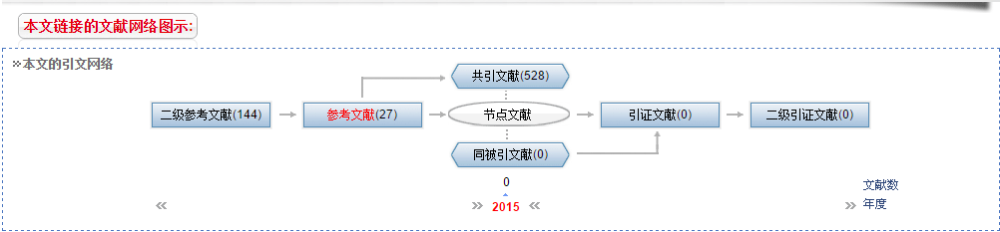 本文链接的文献网络图示:
本文的引文网络
共引文献(528)
二级参考文献(144)
参考文献(27)
节点文献
引证文献(0)
二级引证文献(0)
同被引文献(0)
0
文献数
2015
年度